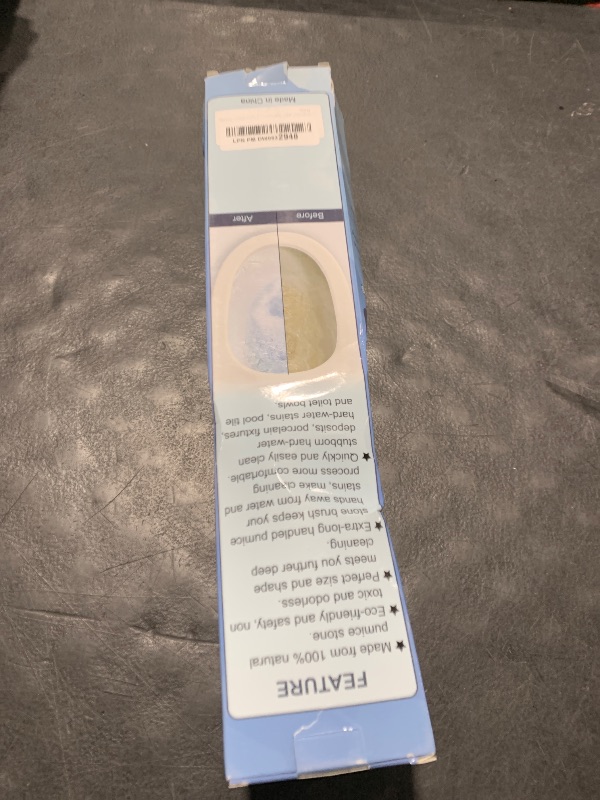 FEATURE
★ Made from 100% natural
pumice stone.
★ Eco-friendly and safety, non
toxic and odorless.
★ Perfect size and shape
meets you further deep
cleaning.
★ Extra-long handled pumice
stone brush keeps your
hands away from water and
stains, make cleaning
process more comfortable.
★ Quickly and easily clean
stubborn hard-water
deposits, porcelain fixtures,
hard-water stains, pool tile
and toilet bowls.
Before
After
Made in China